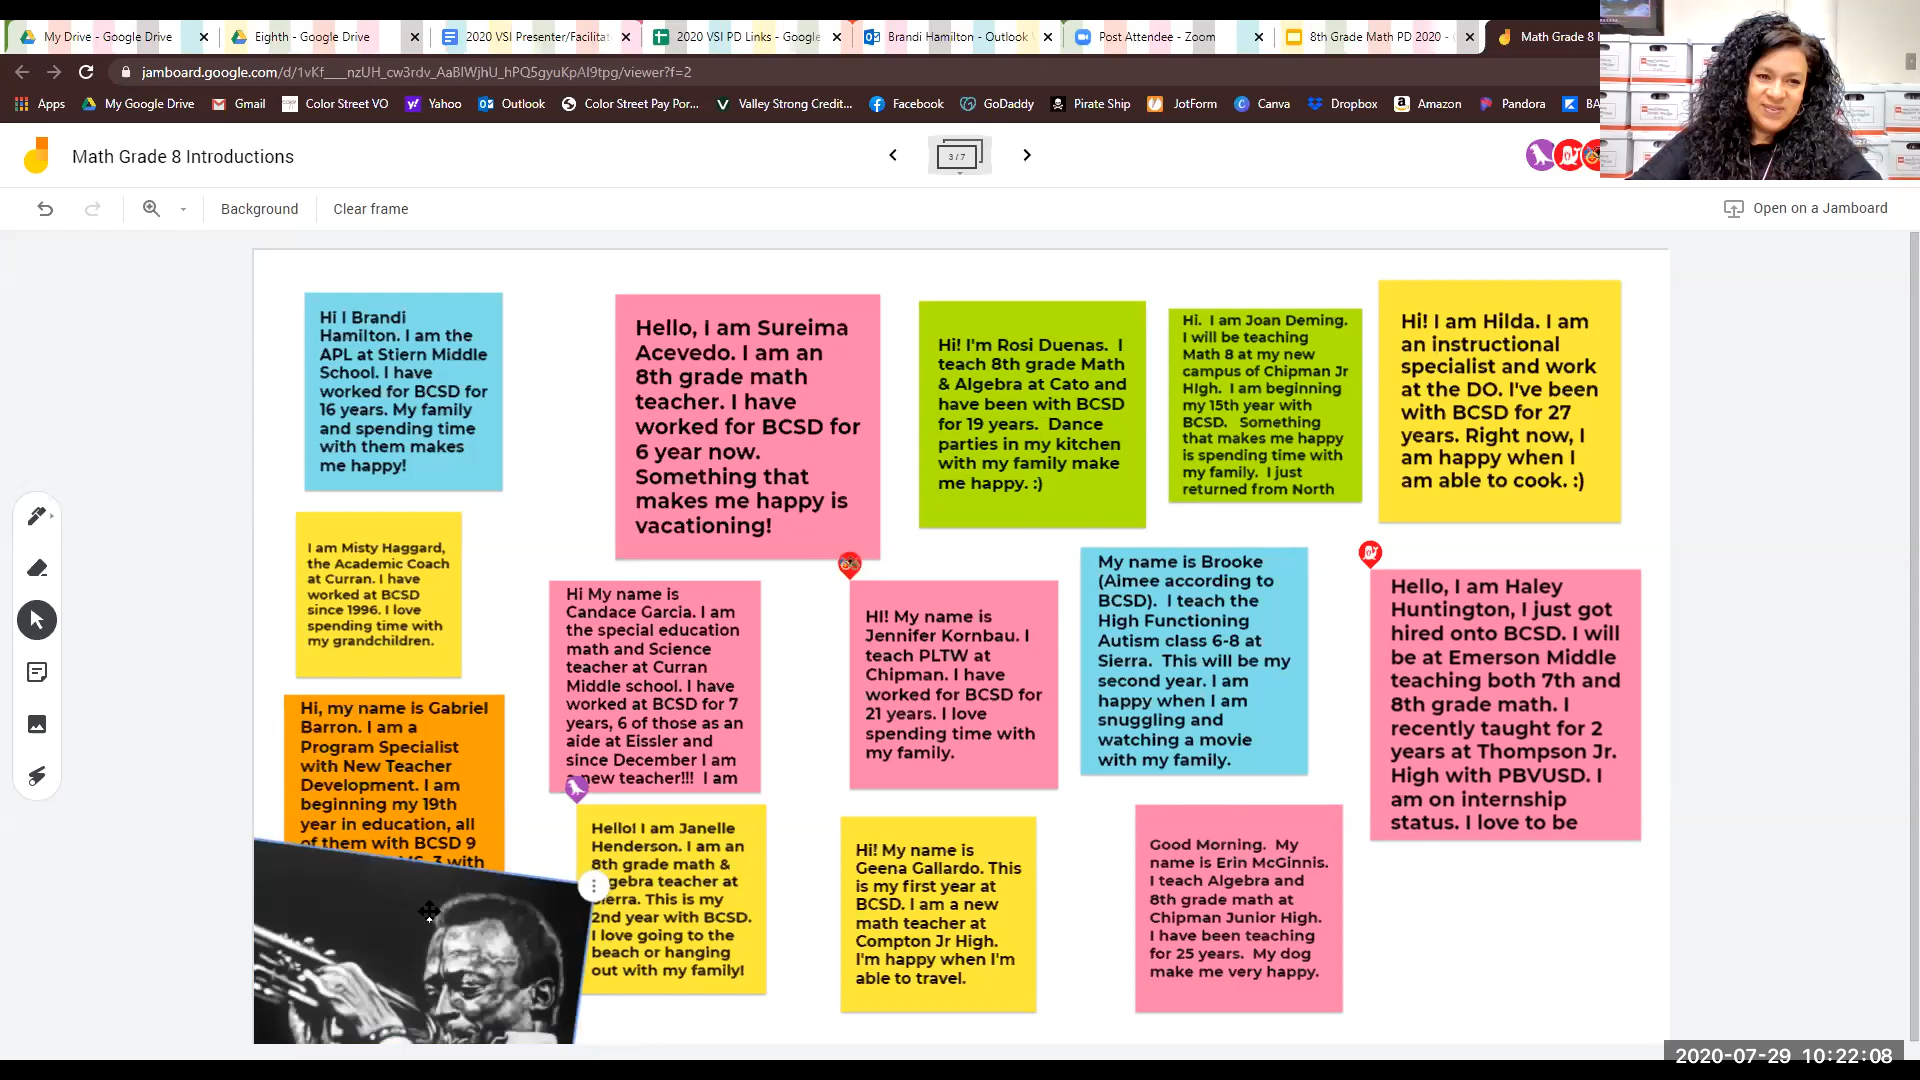 My Drive - Google Drive
Eighth - Google Drive
2020 VSI Presenter/Facilitat
2020 VSI PD Links - Google
Brandi Hamilton - Outlook
Post Attendee - Zoom
8th Grade Math PD 2020 -
Math Grade 8 I
jamboard.google.com/d/1vKf___nzUH_cw3rdv_AaBIWjhU_hPQ5gyuKpAI9tpg/viewer?f=2
Apps
My Google Drive
Gmail
Color Street VO
Yahoo
Outlook
Color Street Pay Por...
Valley Strong Credit...
Facebook
GoDaddy
Pirate Ship
JotForm
Canva
Dropbox
Amazon
Pandora
BA
Math Grade 8 Introductions
3 / 7
Background
Clear frame
Open on a Jamboard
Hi I Brandi
Hamilton. I am the
APL at Stiern Middle
School. I have
worked for BCSD for
16 years. My family
and spending time
with them makes
me happy!
Hello, I am Sureima
Acevedo. I am an
8th grade math
teacher. I have
worked for BCSD for
6 year now.
Something that
makes me happy is
vacationing!
Hi! I'm Rosi Duenas. I
teach 8th grade Math
& Algebra at Cato and
have been with BCSD
for 19 years. Dance
parties in my kitchen
with my family make
me happy. :)
Hi. I am Joan Deming.
I will be teaching
Math 8 at my new
campus of Chipman Jr
HIgh. I am beginning
my 15th year with
BCSD. Something
that makes me happy
is spending time with
my family. I just
returned from North
Hi! I am Hilda. I am
an instructional
specialist and work
at the DO. I've been
with BCSD for 27
years. Right now, I
am happy when I
am able to cook. :)
I am Misty Haggard,
the Academic Coach
at Curran. I have
worked at BCSD
since 1996. I love
spending time with
my grandchildren.
Hi My name is
Candace Garcia. I am
the special education
math and Science
teacher at Curran
Middle school. I have
worked at BCSD for 7
years, 6 of those as an
aide at Eissler and
since December I am
a new teacher!!! I am
HI! My name is
Jennifer Kornbau. I
teach PLTW at
Chipman. I have
worked for BCSD for
21 years. I love
spending time with
my family.
My name is Brooke
(Aimee according to
BCSD). I teach the
High Functioning
Autism class 6-8 at
Sierra. This will be my
second year. I am
happy when I am
snuggling and
watching a movie
with my family.
Hello, I am Haley
Huntington, I just got
hired onto BCSD. I will
be at Emerson Middle
teaching both 7th and
8th grade math. I
recently taught for 2
years at Thompson Jr.
High with PBVUSD. I
am on internship
status. I love to be
Hi, my name is Gabriel
Barron. I am a
Program Specialist
with New Teacher
Development. I am
beginning my 19th
year in education, all
of them with BCSD 9
3 with
Hello! I am Janelle
Henderson. I am an
8th grade math &
lgebra teacher at
ierra. This is my
2nd year with BCSD.
I love going to the
beach or hanging
out with my family!
Hi! My name is
Geena Gallardo. This
is my first year at
BCSD. I am a new
math teacher at
Compton Jr High.
I'm happy when I'm
able to travel.
Good Morning. My
name is Erin McGinnis.
I teach Algebra and
8th grade math at
Chipman Junior High.
I have been teaching
for 25 years. My dog
make me very happy.
2020-07-29 10:22:08